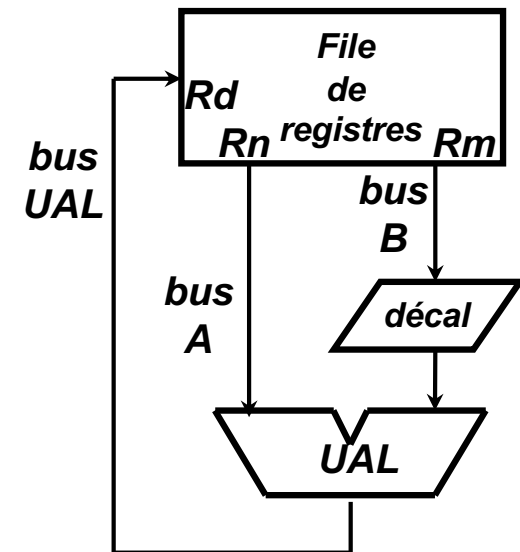 File
de
registres
Rd
Rn
Rm
bus
UAL
bus
B
bus
A
décal
UAL